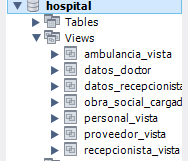 hospital
Tables
Views
ambulancia_vista
datos_doctor
datos_recepcionista
obra_social_cargad
personal_vista
proveedor_vista
recepcionista_vista